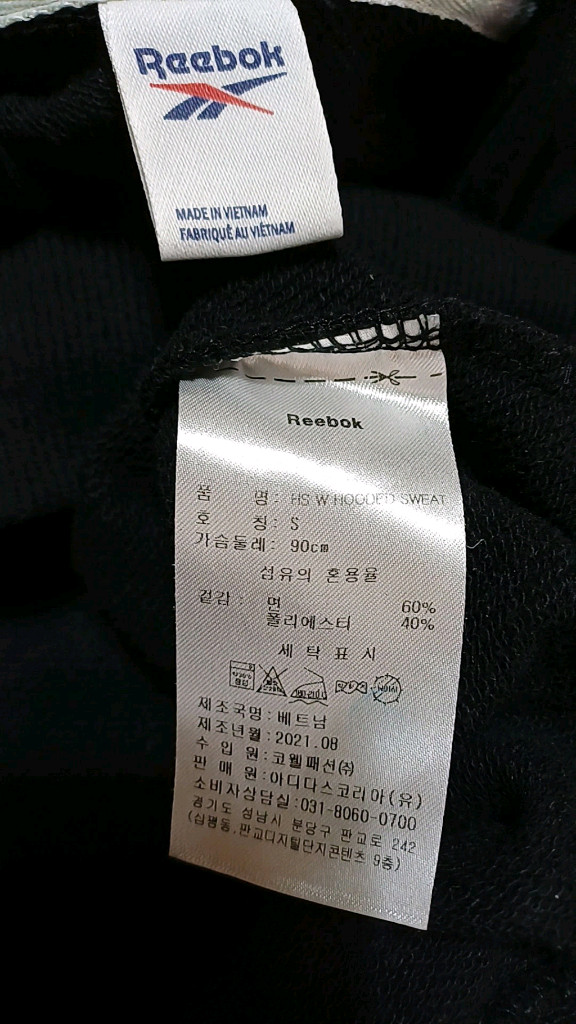 Reebok
MADE IN VIETNAM
FABRIQUÉ AU VIÊTNAM
Reebok
품 명 : HS W HOODED SWEAT
호 칭 : S
가슴둘레 : 90cm
섬유의 혼용율
겉감 : 면 60%
폴리에스터 40%
세 탁 표 시
제조국명 : 베트남
제조년월 : 2021.08
수 입 원 : 코웰패션㈜
판 매 원 : 아디다스코리아(유)
소비자상담실 : 031-8060-0700
경기도 성남시 분당구 판교로 242
(삼평동,판교디지털단지콘텐츠 9층)